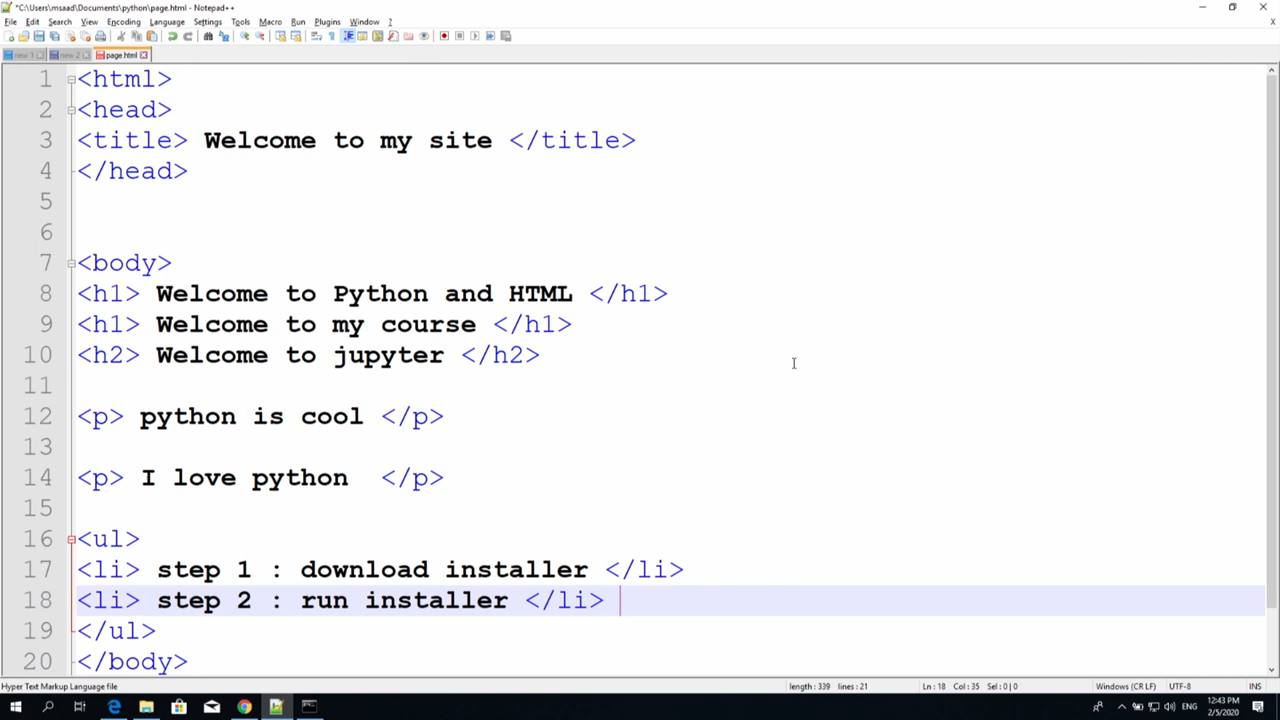 *C:\Users\msaad\Documents\python\page.html - Notepad++
File Edit Search View Encoding Language Settings Tools Macro Run Plugins Window ?
X
new 1 new 2 page.html
1 <html>
2 <head>
3 <title> Welcome to my site </title>
4 </head>
5
6
7 <body>
8 <h1> Welcome to Python and HTML </h1>
9 <h1> Welcome to my course </h1>
10 <h2> Welcome to jupyter </h2>
11
12 <p> python is cool </p>
13
14 <p> I love python  </p>
15
16 <ul>
17 <li> step 1 : download installer </li>
18 <li> step 2 : run installer </li>
19 </ul>
20 </body>
Hyper Text Markup Language file length : 339 lines : 21 Ln : 18 Col : 35 Sel : 0 | 0 Windows (CR LF) UTF-8 INS
ENG 12:43 PM
2/5/2020